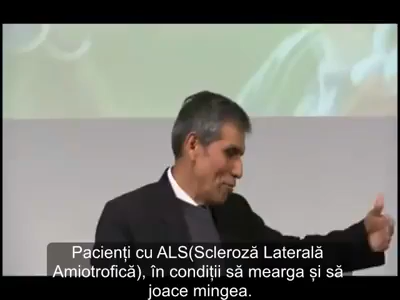 Pacienți cu ALS(Scleroză Laterală
Amiotrofică), în condiții să mearga și să
joace mingea.